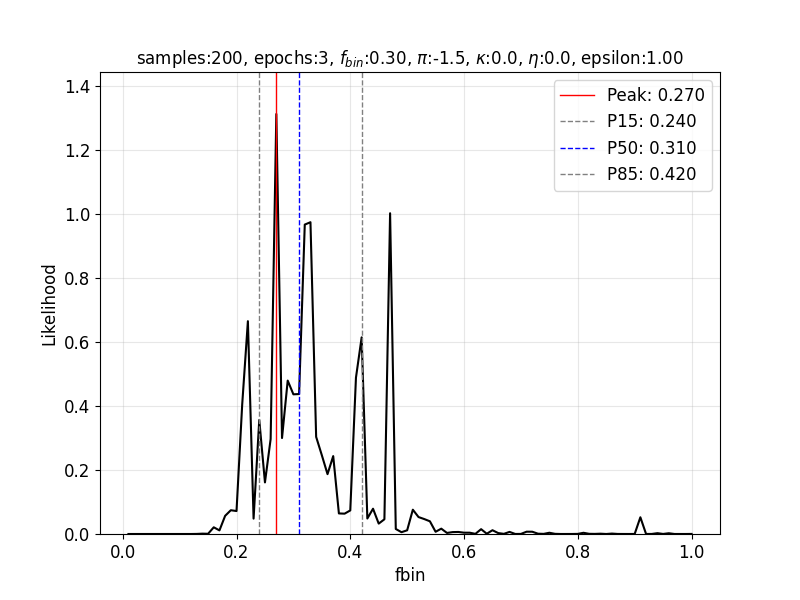 samples:200, epochs:3, f_bin:0.30, π:-1.5, κ:0.0, η:0.0, epsilon:1.00
Peak: 0.270
P15: 0.240
P50: 0.310
P85: 0.420
1.4
1.2
1.0
0.8
0.6
0.4
0.2
0.0
Likelihood
0.0 0.2 0.4 0.6 0.8 1.0
fbin